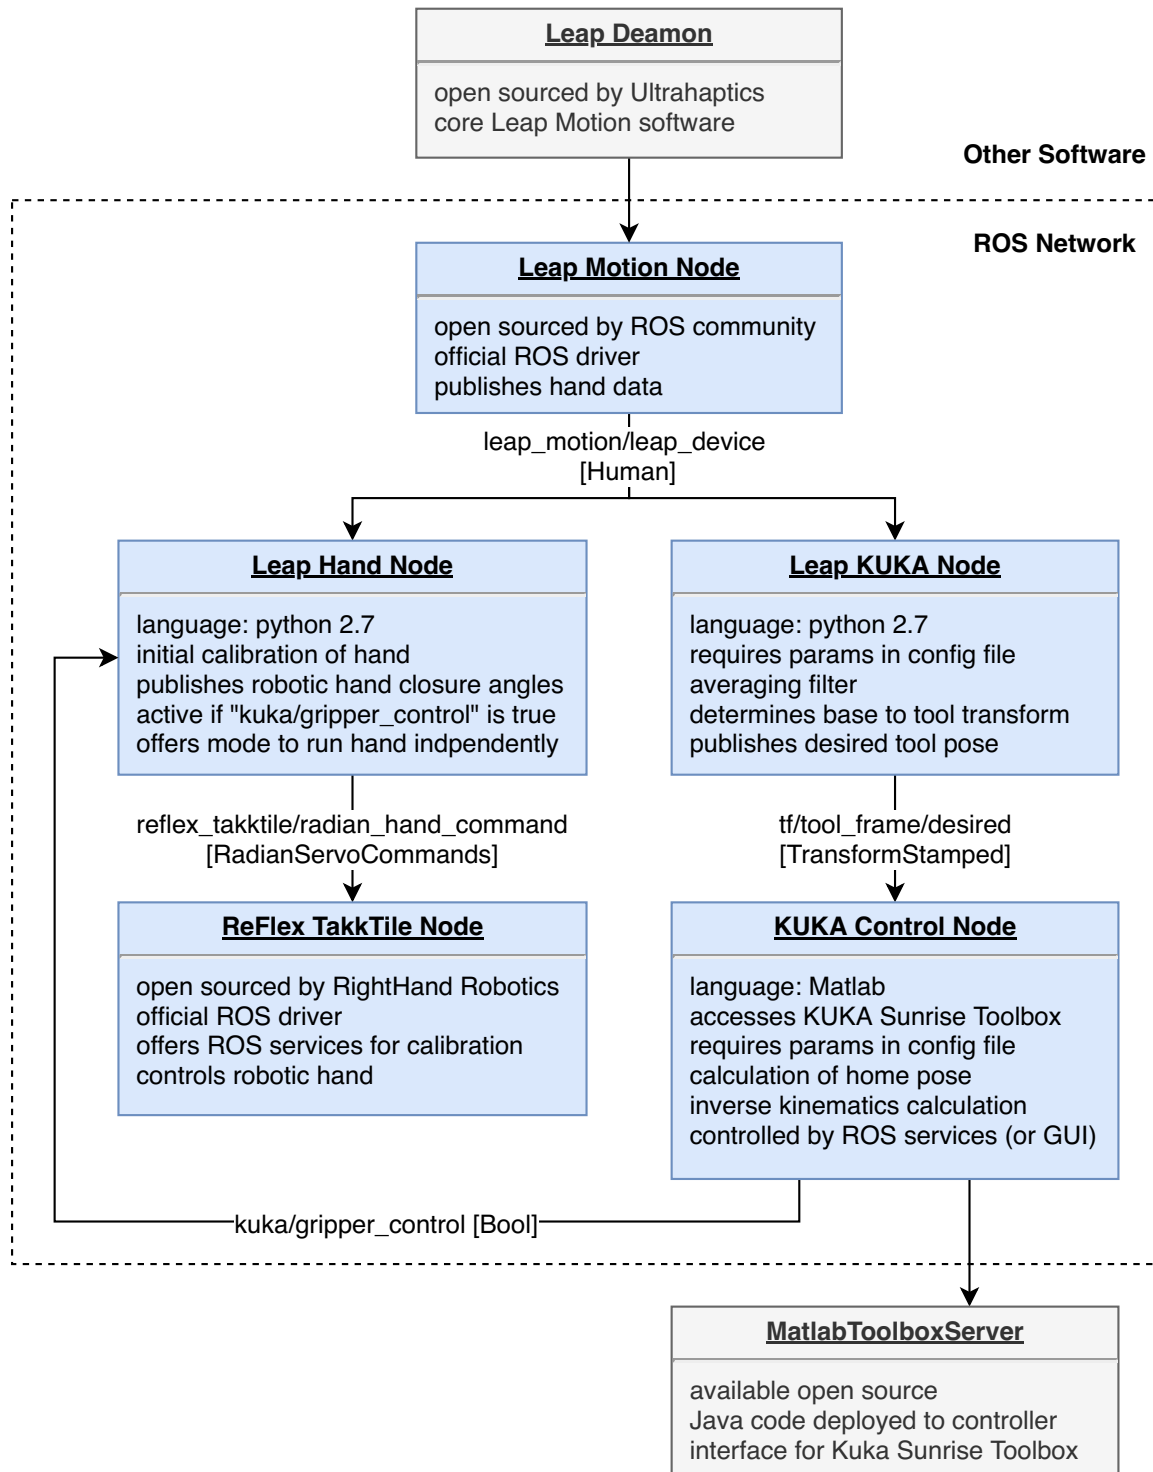 Leap Deamon
open sourced by Ultrahaptics
core Leap Motion software
Other Software
ROS Network
Leap Motion Node
open sourced by ROS community
official ROS driver
publishes hand data
leap_motion/leap_device
[Human]
Leap Hand Node
language: python 2.7
initial calibration of hand
publishes robotic hand closure angles
active if "kuka/gripper_control" is true
offers mode to run hand indpendently
Leap KUKA Node
language: python 2.7
requires params in config file
averaging filter
determines base to tool transform
publishes desired tool pose
reflex_takktile/radian_hand_command
[RadianServoCommands]
tf/tool_frame/desired
[TransformStamped]
ReFlex TakkTile Node
open sourced by RightHand Robotics
official ROS driver
offers ROS services for calibration
controls robotic hand
KUKA Control Node
language: Matlab
accesses KUKA Sunrise Toolbox
requires params in config file
calculation of home pose
inverse kinematics calculation
controlled by ROS services (or GUI)
kuka/gripper_control [Bool]
MatlabToolboxServer
available open source
Java code deployed to controller
interface for Kuka Sunrise Toolbox